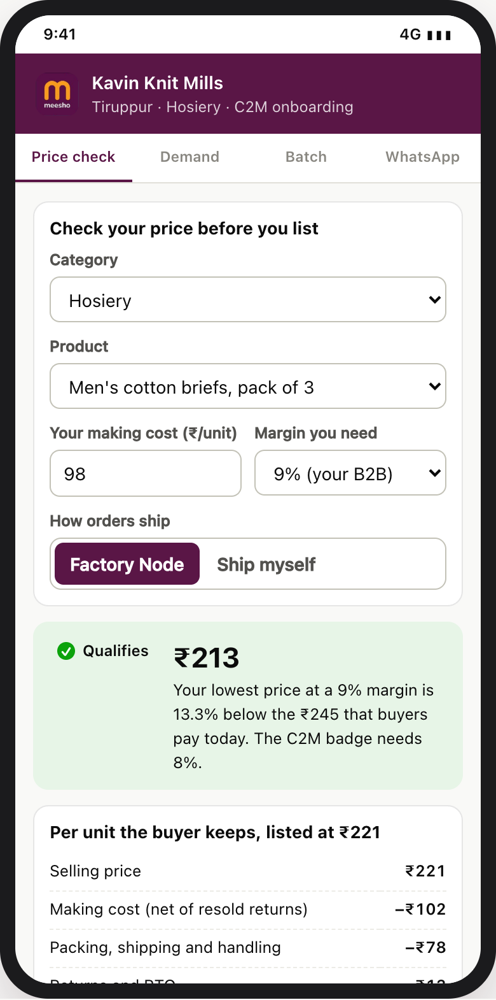 9:41
4G
meesho
Kavin Knit Mills
Tiruppur · Hosiery · C2M onboarding
Price check
Demand
Batch
WhatsApp
Check your price before you list
Category
Hosiery
Product
Men's cotton briefs, pack of 3
Your making cost (₹/unit)
Margin you need
98
9% (your B2B)
How orders ship
Factory Node
Ship myself
Qualifies
₹213
Your lowest price at a 9% margin is
13.3% below the ₹245 that buyers
pay today. The C2M badge needs
8%.
Per unit the buyer keeps, listed at ₹221
Selling price ₹221
Making cost (net of resold returns) −₹102
Packing, shipping and handling −₹78
Returns and RTO